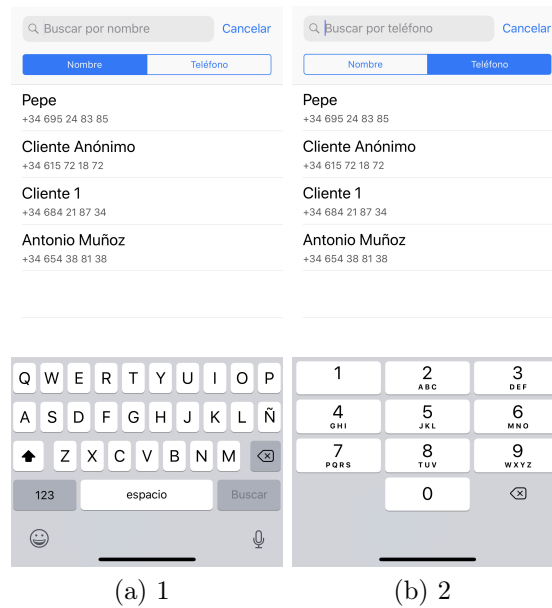 Buscar por nombre Cancelar
Nombre Teléfono
Pepe
+34 695 24 83 85
Cliente Anónimo
+34 615 72 18 72
Cliente 1
+34 684 21 87 34
Antonio Muñoz
+34 654 38 81 38
Q W E R T Y U I O P
A S D F G H J K L Ñ
Z X C V B N M
123 espacio Buscar
(a) 1
Buscar por teléfono Cancelar
Nombre Teléfono
Pepe
+34 695 24 83 85
Cliente Anónimo
+34 615 72 18 72
Cliente 1
+34 684 21 87 34
Antonio Muñoz
+34 654 38 81 38
1 2 3
ABC DEF
4 5 6
GHI JKL MNO
7 8 9
PQRS TUV WXYZ
0
(b) 2